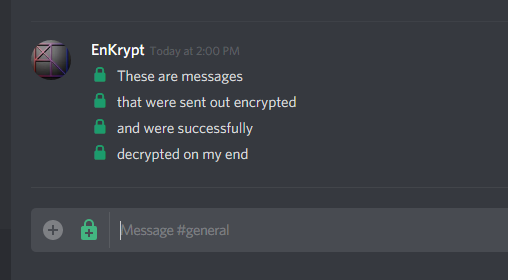 EnKrypt Today at 2:00 PM
These are messages
that were sent out encrypted
and were successfully
decrypted on my end
Message #general